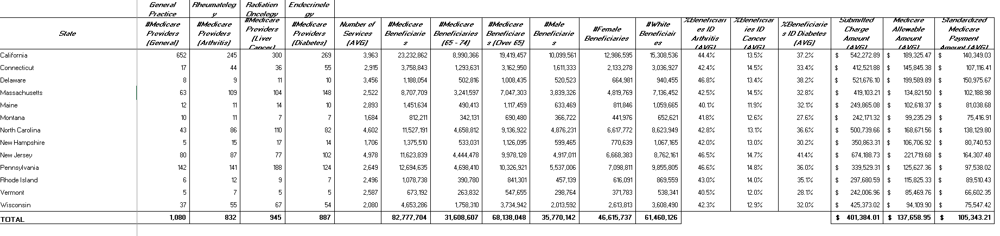 General Practice | Rheumatology | Radiation Oncology | Endocrinology
State | #Medicare Providers (General) | #Medicare Providers (Arthritis) | #Medicare Providers (Liver Cancer) | #Medicare Providers (Diabetes) | Number of Services (AVG) | #Medicare Beneficiaries | #Medicare Beneficiaries (65 - 74) | #Medicare Beneficiares (Over 65) | #Male Beneficiaries | #Female Beneficiaries | #White Beneficiaires | %Beneficiaries ID Arthritis (AVG) | %Beneficiaries ID Cancer (AVG) | %Beneficiaries ID Diabetes (AVG) | Submitted Charge Amount (AVG) | Medicare Allowable Amount (AVG) | Standardized Medicare Payment Amount (AVG)
California 652 245 300 269 3,963 23,232,862 8,990,366 19,419,457 10,099,561 12,986,595 15,308,536 44.4% 13.5% 37.2% $ 542,272.89 $ 189,325.47 $ 140,349.03
Connecticut 17 44 36 55 2,915 3,758,843 1,293,631 3,162,950 1,611,333 2,133,278 3,036,927 42.4% 14.5% 33.4% $ 412,521.88 $ 145,845.38 $ 107,116.41
Delaware 8 9 11 10 3,456 1,188,054 502,816 1,008,435 520,523 664,981 940,455 46.8% 13.4% 38.2% $ 521,676.10 $ 199,589.89 $ 150,975.67
Massachusetts 63 109 104 148 2,522 8,707,709 3,241,597 7,047,303 3,839,326 4,819,769 7,136,452 42.5% 14.5% 32.8% $ 419,103.21 $ 134,821.50 $ 102,188.98
Maine 12 11 14 10 2,893 1,451,634 490,413 1,117,459 633,469 811,846 1,059,665 40.1% 11.9% 32.1% $ 249,865.08 $ 102,618.37 $ 81,038.68
Montana 10 11 7 7 1,684 812,211 342,131 690,480 366,722 441,976 652,621 41.8% 12.6% 27.6% $ 242,171.32 $ 99,235.29 $ 75,416.91
North Carolina 43 86 110 82 4,602 11,527,191 4,658,812 9,136,922 4,876,231 6,617,772 8,623,949 42.8% 13.1% 36.6% $ 500,739.66 $ 168,671.56 $ 138,129.80
New Hampshire 5 15 17 14 1,706 1,375,510 533,031 1,126,095 599,465 770,639 1,067,165 42.0% 13.0% 30.2% $ 350,863.31 $ 106,706.92 $ 80,740.53
New Jersey 80 87 77 102 4,978 11,623,839 4,444,478 9,978,128 4,917,011 6,668,383 8,762,161 46.5% 14.7% 41.4% $ 674,188.73 $ 221,719.68 $ 164,307.48
Pennsylvania 142 141 188 124 2,649 12,694,635 4,698,410 10,326,921 5,537,006 7,098,811 9,855,805 46.6% 14.8% 36.0% $ 339,529.31 $ 125,627.36 $ 97,538.02
Rhode Island 6 12 9 7 2,496 1,078,738 390,780 841,301 457,139 616,091 869,559 43.0% 14.0% 35.1% $ 297,680.59 $ 115,825.33 $ 89,510.43
Vermont 5 7 5 5 2,587 673,192 263,832 547,655 298,764 371,783 538,341 40.5% 12.0% 28.1% $ 242,006.96 $ 85,469.76 $ 66,602.35
Wisconsin 37 55 67 54 2,080 4,653,286 1,758,310 3,734,942 2,013,592 2,613,813 3,608,490 42.3% 12.9% 32.0% $ 425,373.02 $ 94,109.90 $ 75,547.42
TOTAL 1,080 832 945 887 82,777,704 31,608,607 68,138,048 35,770,142 46,615,737 61,460,126 $ 401,384.01 $ 137,658.95 $ 105,343.21